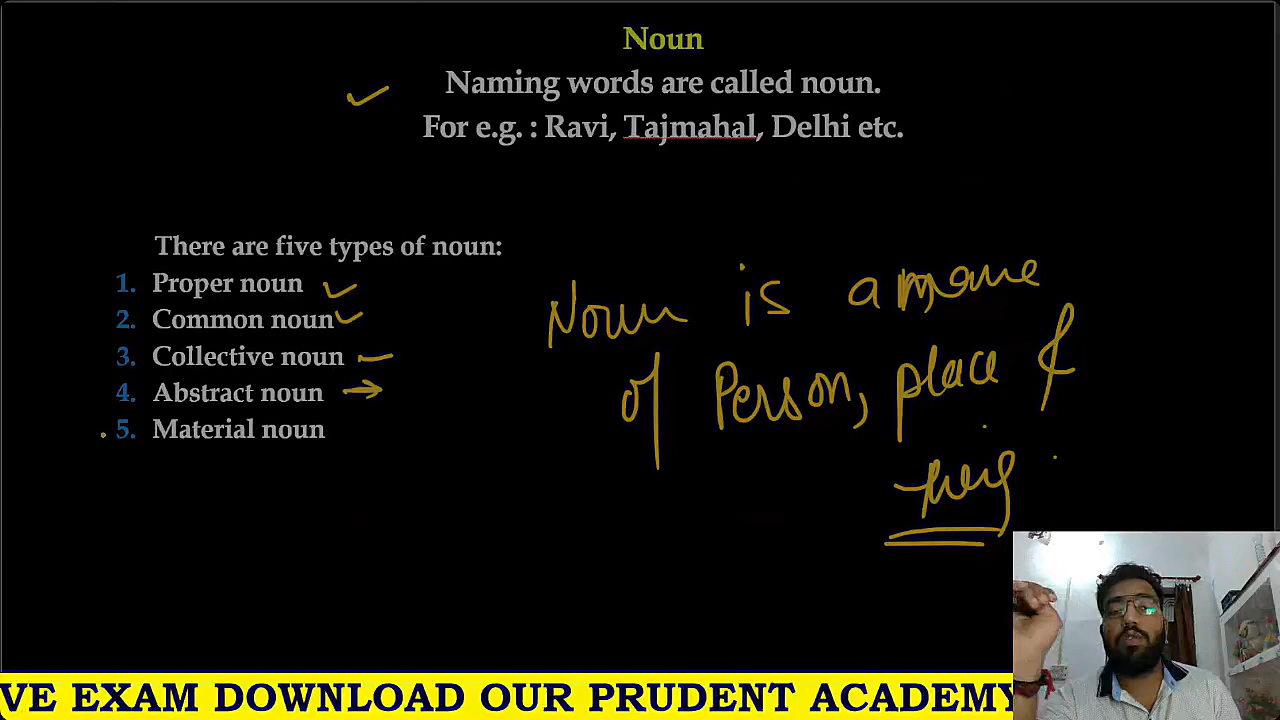 Noun
Naming words are called noun.
For e.g. : Ravi, Tajmahal, Delhi etc.
There are five types of noun:
1. Proper noun
2. Common noun
3. Collective noun
4. Abstract noun
5. Material noun
Noun is a name
of Person, place &
thing
VE EXAM DOWNLOAD OUR PRUDENT ACADEMY